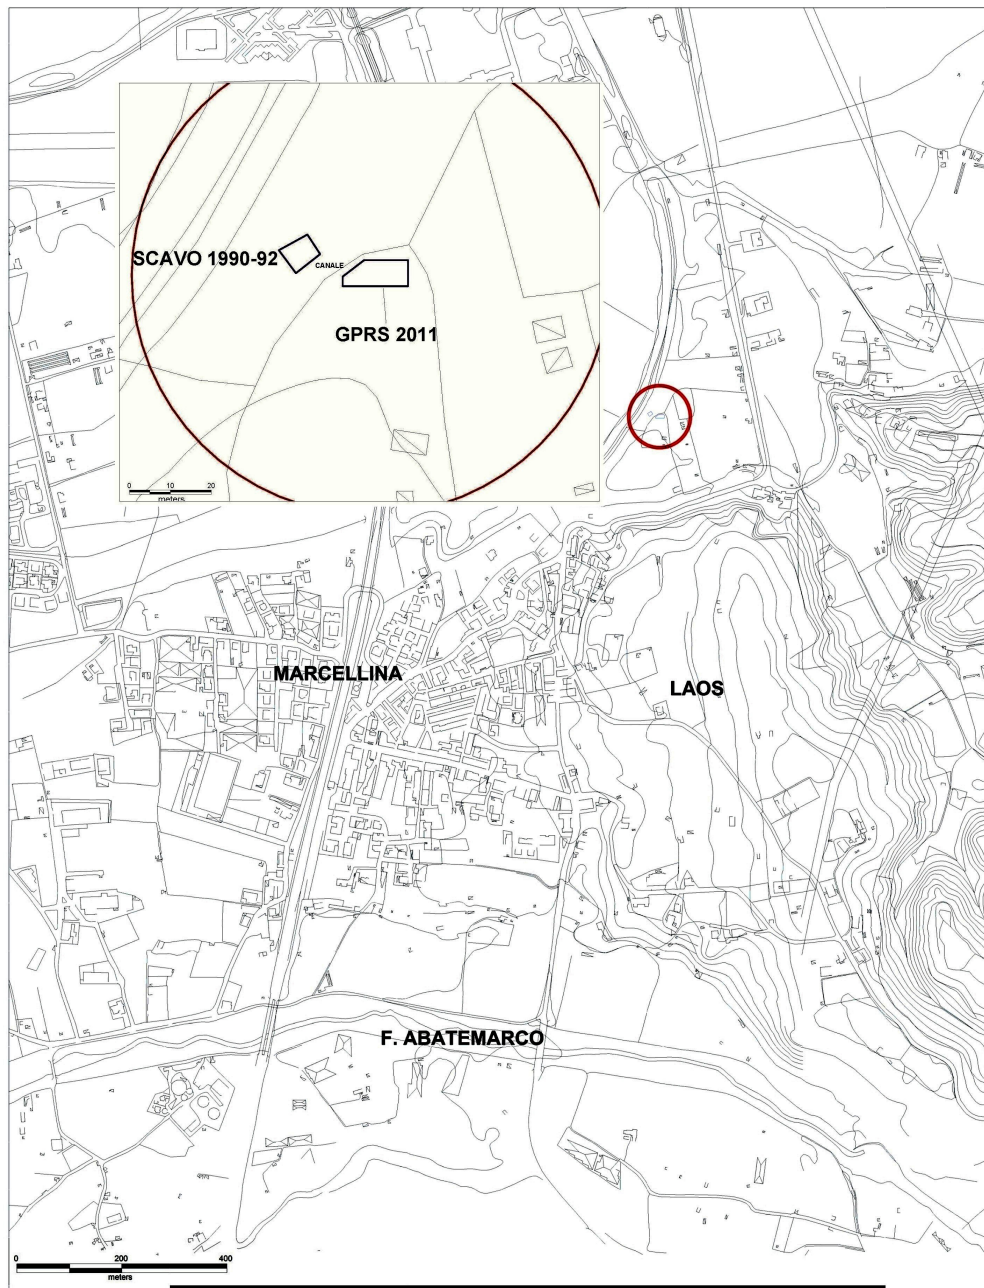 SCAVO 1990-92
CANALE
GPRS 2011
0 10 20
meters
MARCELLINA
LAOS
F. ABATEMARCO
0 200 400
meters